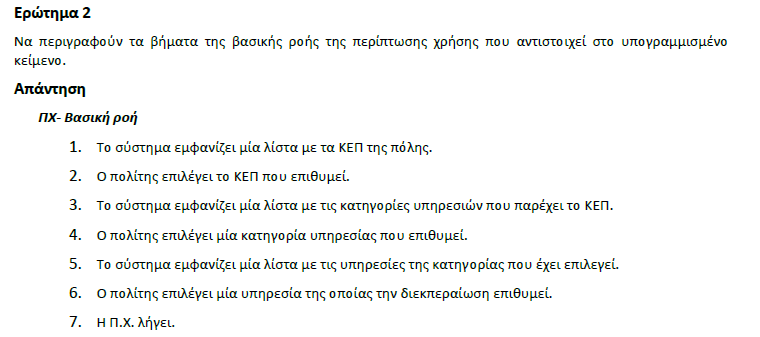 Ερώτημα 2
Να περιγραφούν τα βήματα της βασικής ροής της περίπτωσης χρήσης που αντιστοιχεί στο υπογραμμισμένο
κείμενο.
Απάντηση
ΠΧ- Βασική ροή
1. Το σύστημα εμφανίζει μία λίστα με τα ΚΕΠ της πόλης.
2. Ο πολίτης επιλέγει το ΚΕΠ που επιθυμεί.
3. Το σύστημα εμφανίζει μία λίστα με τις κατηγορίες υπηρεσιών που παρέχει το ΚΕΠ.
4. Ο πολίτης επιλέγει μία κατηγορία υπηρεσίας που επιθυμεί.
5. Το σύστημα εμφανίζει μία λίστα με τις υπηρεσίες της κατηγορίας που έχει επιλεγεί.
6. Ο πολίτης επιλέγει μία υπηρεσία της οποίας την διεκπεραίωση επιθυμεί.
7. Η Π.Χ. λήγει.